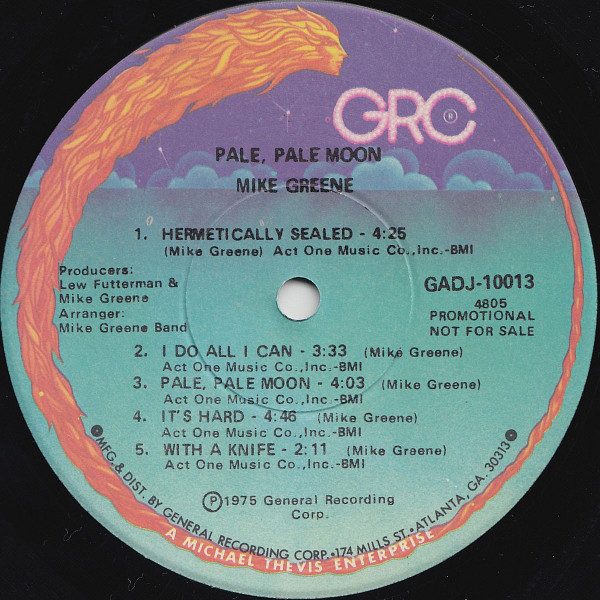 GRC
®
PALE, PALE MOON
MIKE GREENE
1. HERMETICALLY SEALED - 4:25
(Mike Greene) Act One Music Co.,Inc.-BMI
Producers:
Lew Futterman &
Mike Greene
Arranger:
Mike Greene Band
GADJ-10013
4805
PROMOTIONAL
NOT FOR SALE
2. I DO ALL I CAN - 3:33 (Mike Greene)
Act One Music Co.,Inc.-BMI
3. PALE, PALE MOON - 4:03 (Mike Greene)
Act One Music Co.,Inc.-BMI
4. IT'S HARD - 4:46 (Mike Greene)
Act One Music Co.,Inc.-BMI
5. WITH A KNIFE - 2:11 (Mike Greene)
Act One Music Co.,Inc.-BMI
Ⓟ1975 General Recording
Corp.
MFG. & DIST. BY GENERAL RECORDING CORP. • 174 MILLS ST • ATLANTA, GA. 30313
A MICHAEL THEVIS ENTERPRISE